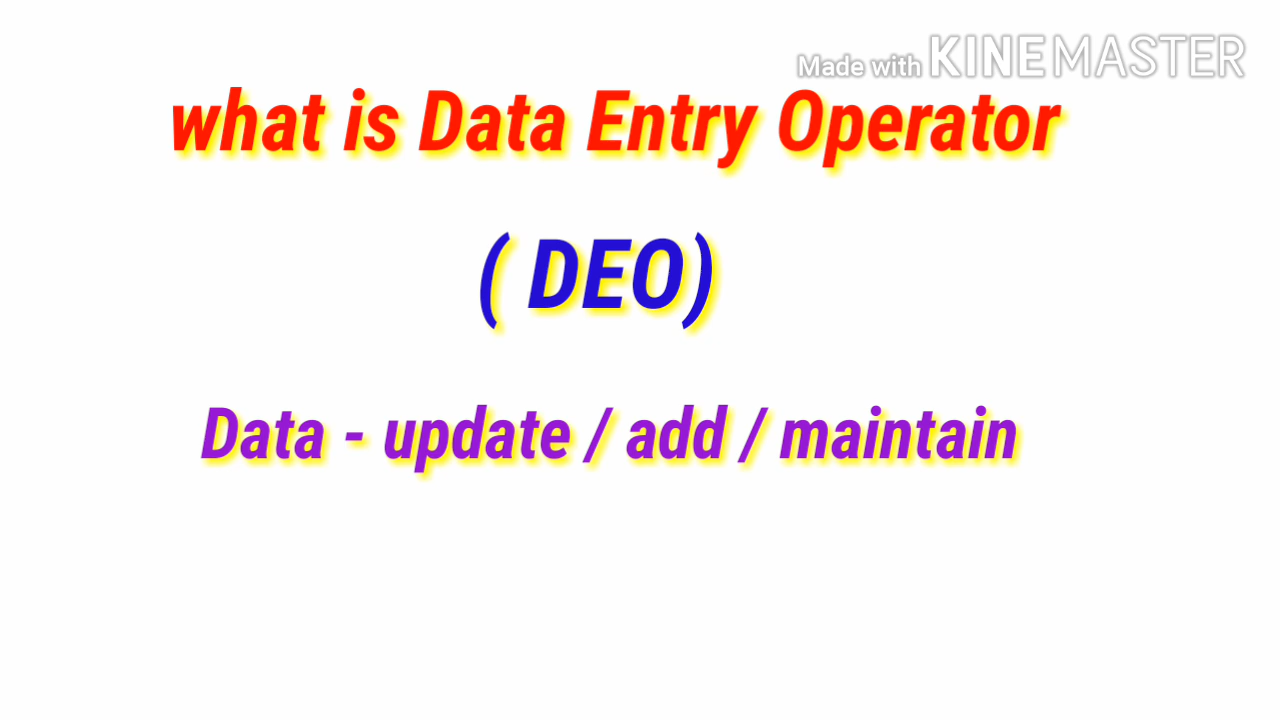 Made with KINEMASTER
what is Data Entry Operator
( DEO)
Data - update / add / maintain